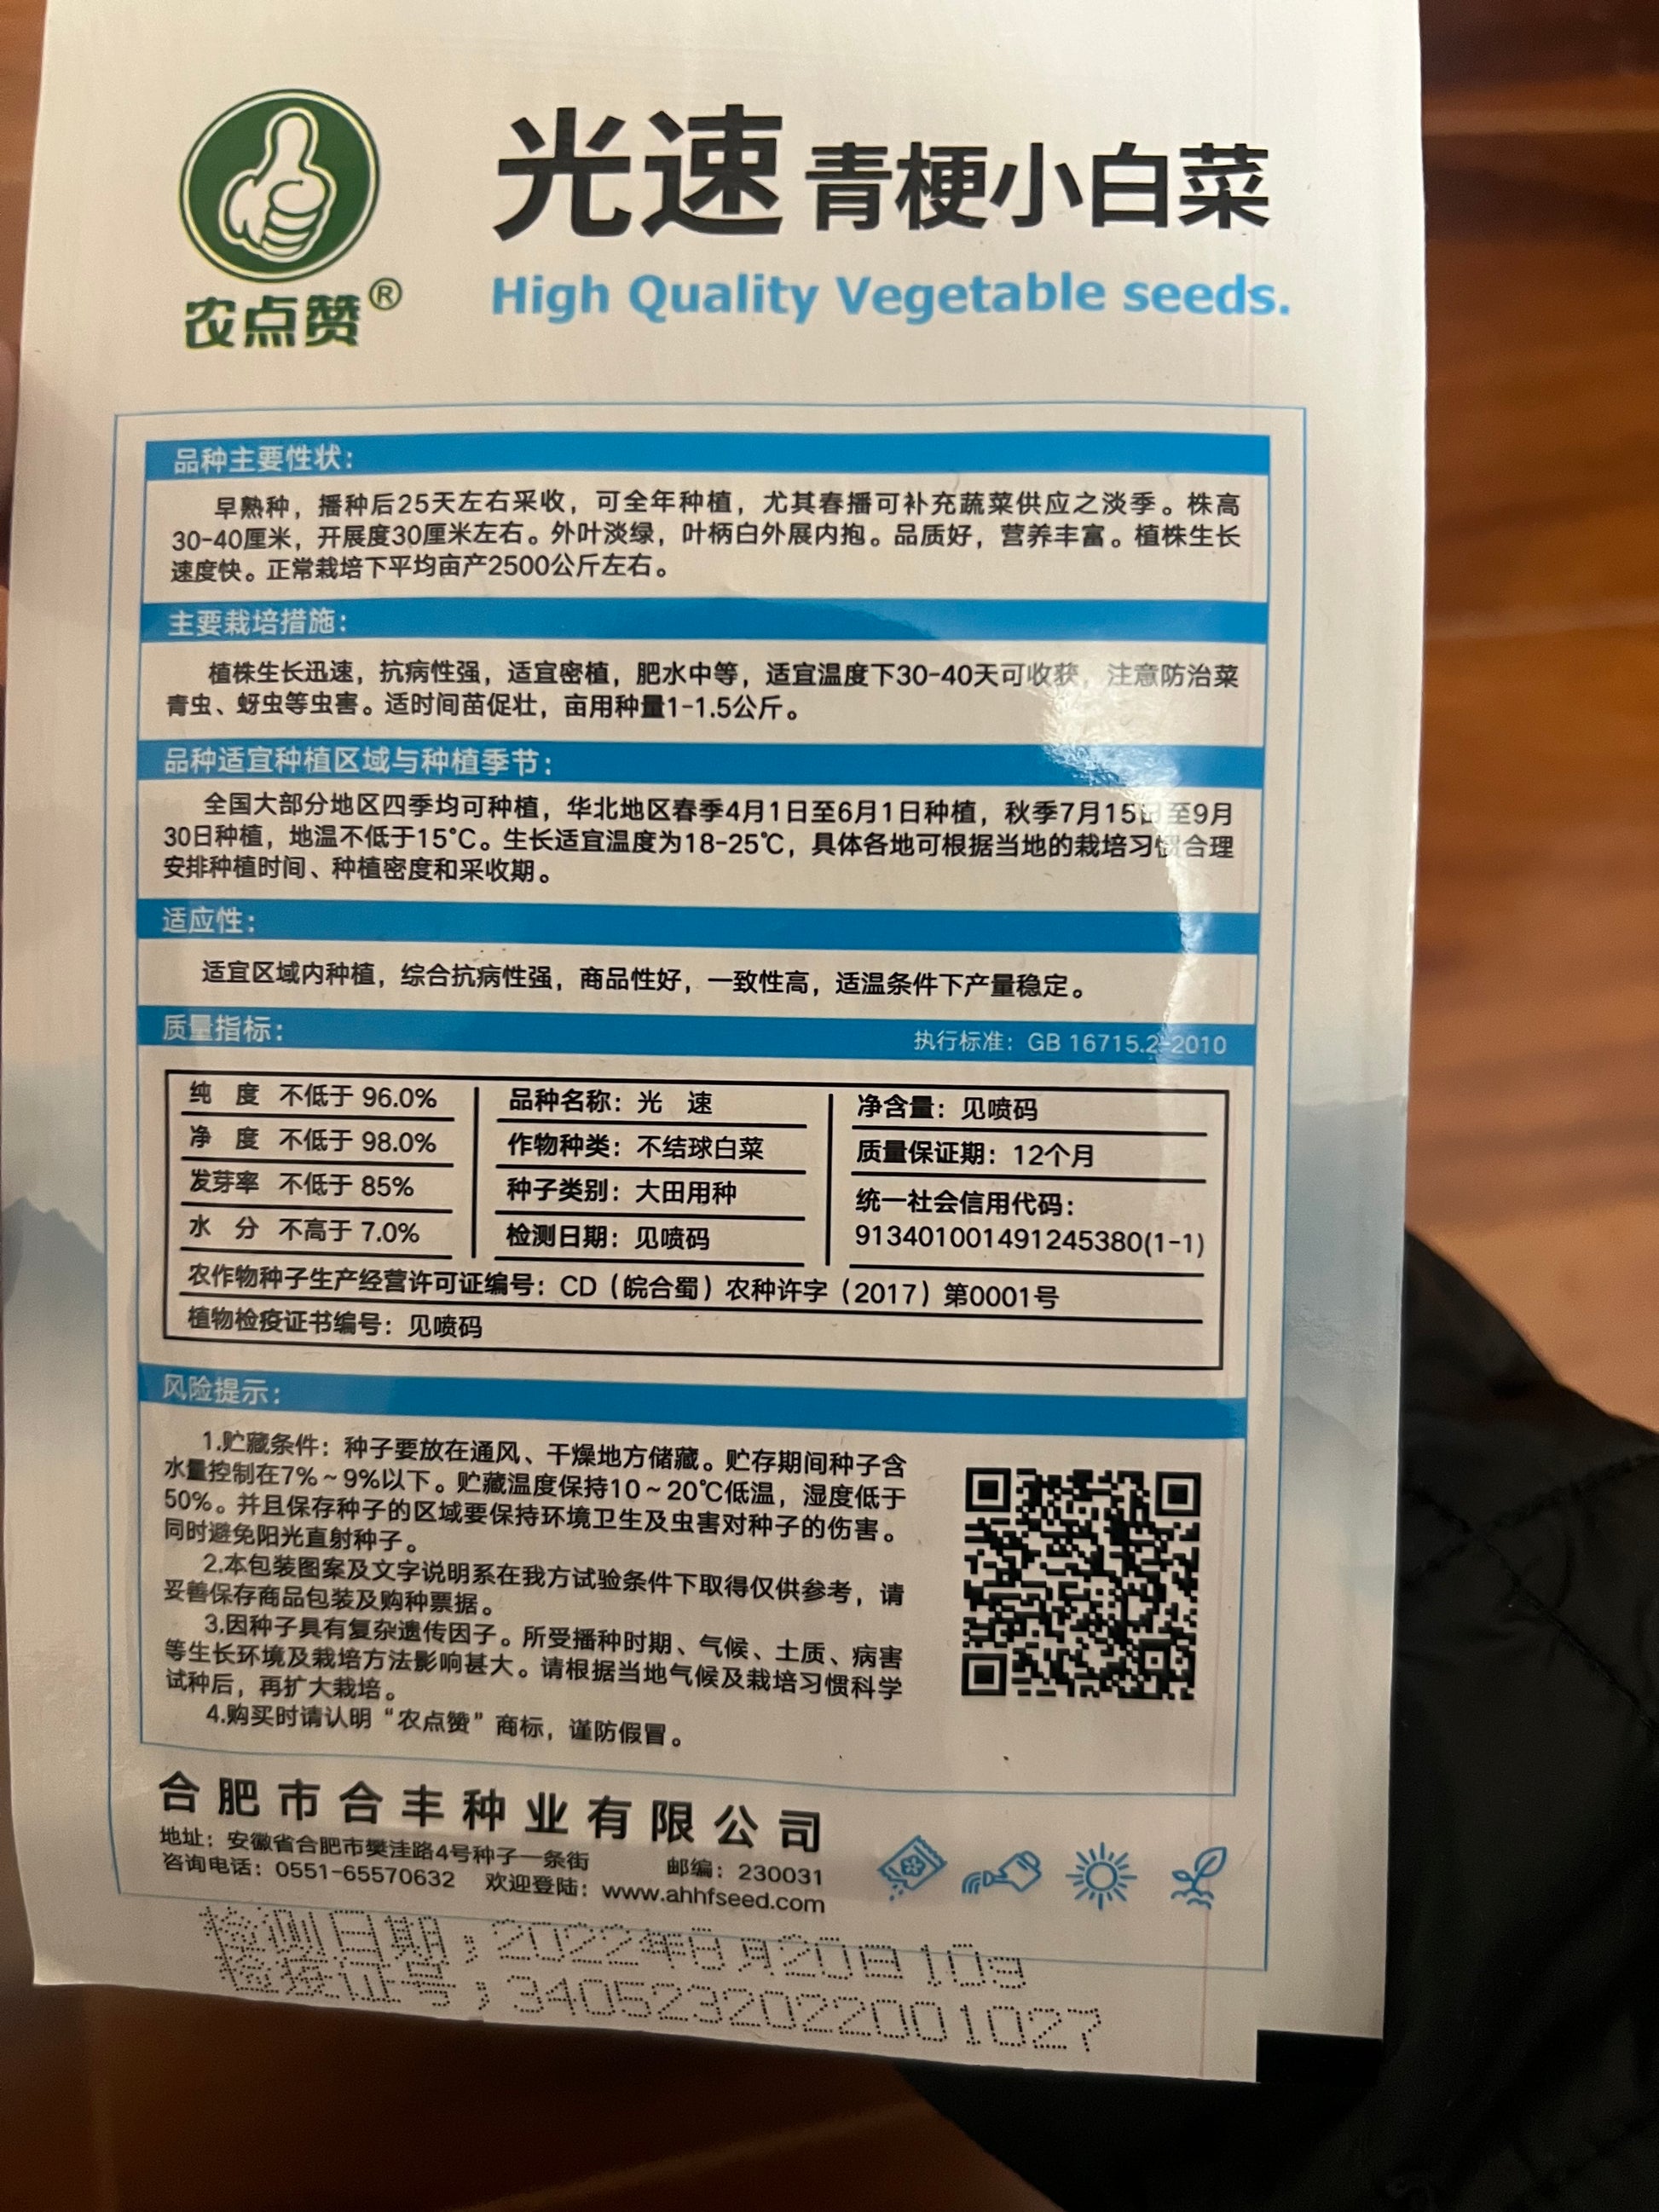 农点赞®
光速 青梗小白菜
High Quality Vegetable seeds.
品种主要性状：
早熟种，播种后25天左右采收，可全年种植，尤其春播可补充蔬菜供应之淡季。株高
30-40厘米，开展度30厘米左右。外叶淡绿，叶柄白外展内抱。品质好，营养丰富。植株生长
速度快。正常栽培下平均亩产2500公斤左右。
主要栽培措施：
植株生长迅速，抗病性强，适宜密植，肥水中等，适宜温度下30-40天可收获，注意防治菜
青虫、蚜虫等虫害。适时间苗促壮，亩用种量1-1.5公斤。
品种适宜种植区域与种植季节：
全国大部分地区四季均可种植，华北地区春季4月1日至6月1日种植，秋季7月15日至9月
30日种植，地温不低于15℃。生长适宜温度为18-25℃，具体各地可根据当地的栽培习惯合理
安排种植时间、种植密度和采收期。
适应性：
适宜区域内种植，综合抗病性强，商品性好，一致性高，适温条件下产量稳定。
质量指标： 执行标准：GB 16715.2-2010
纯 度 不低于 96.0% 品种名称：光 速 净含量：见喷码
净 度 不低于 98.0% 作物种类：不结球白菜 质量保证期：12个月
发芽率 不低于 85% 种子类别：大田用种 统一社会信用代码：
水 分 不高于 7.0% 检测日期：见喷码 913401001491245380(1-1)
农作物种子生产经营许可证编号：CD（皖合蜀）农种许字（2017）第0001号
植物检疫证书编号：见喷码
风险提示：
1.贮藏条件：种子要放在通风、干燥地方储藏。贮存期间种子含
水量控制在7%～9%以下。贮藏温度保持10～20℃低温，湿度低于
50%。并且保存种子的区域要保持环境卫生及虫害对种子的伤害。
同时避免阳光直射种子。
2.本包装图案及文字说明系在我方试验条件下取得仅供参考，请
妥善保存商品包装及购种票据。
3.因种子具有复杂遗传因子。所受播种时期、气候、土质、病害
等生长环境及栽培方法影响甚大。请根据当地气候及栽培习惯科学
试种后，再扩大栽培。
4.购买时请认明“农点赞”商标，谨防假冒。
合肥市合丰种业有限公司
地址：安徽省合肥市樊洼路4号种子一条街 邮编：230031
咨询电话：0551-65570632 欢迎登陆：www.ahhfseed.com
检测日期；2022年8月20日 10g
检疫证号；3405232022001027